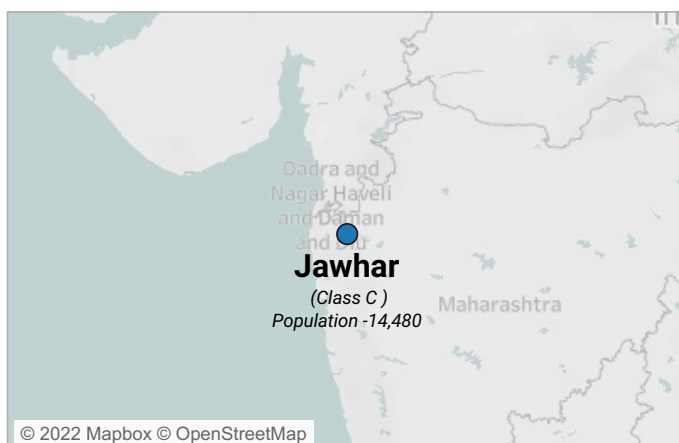 Dadra and
Nagar Haveli
and Daman
and Diu
Jawhar
(Class C )
Population -14,480
Maharashtra
© 2022 Mapbox © OpenStreetMap